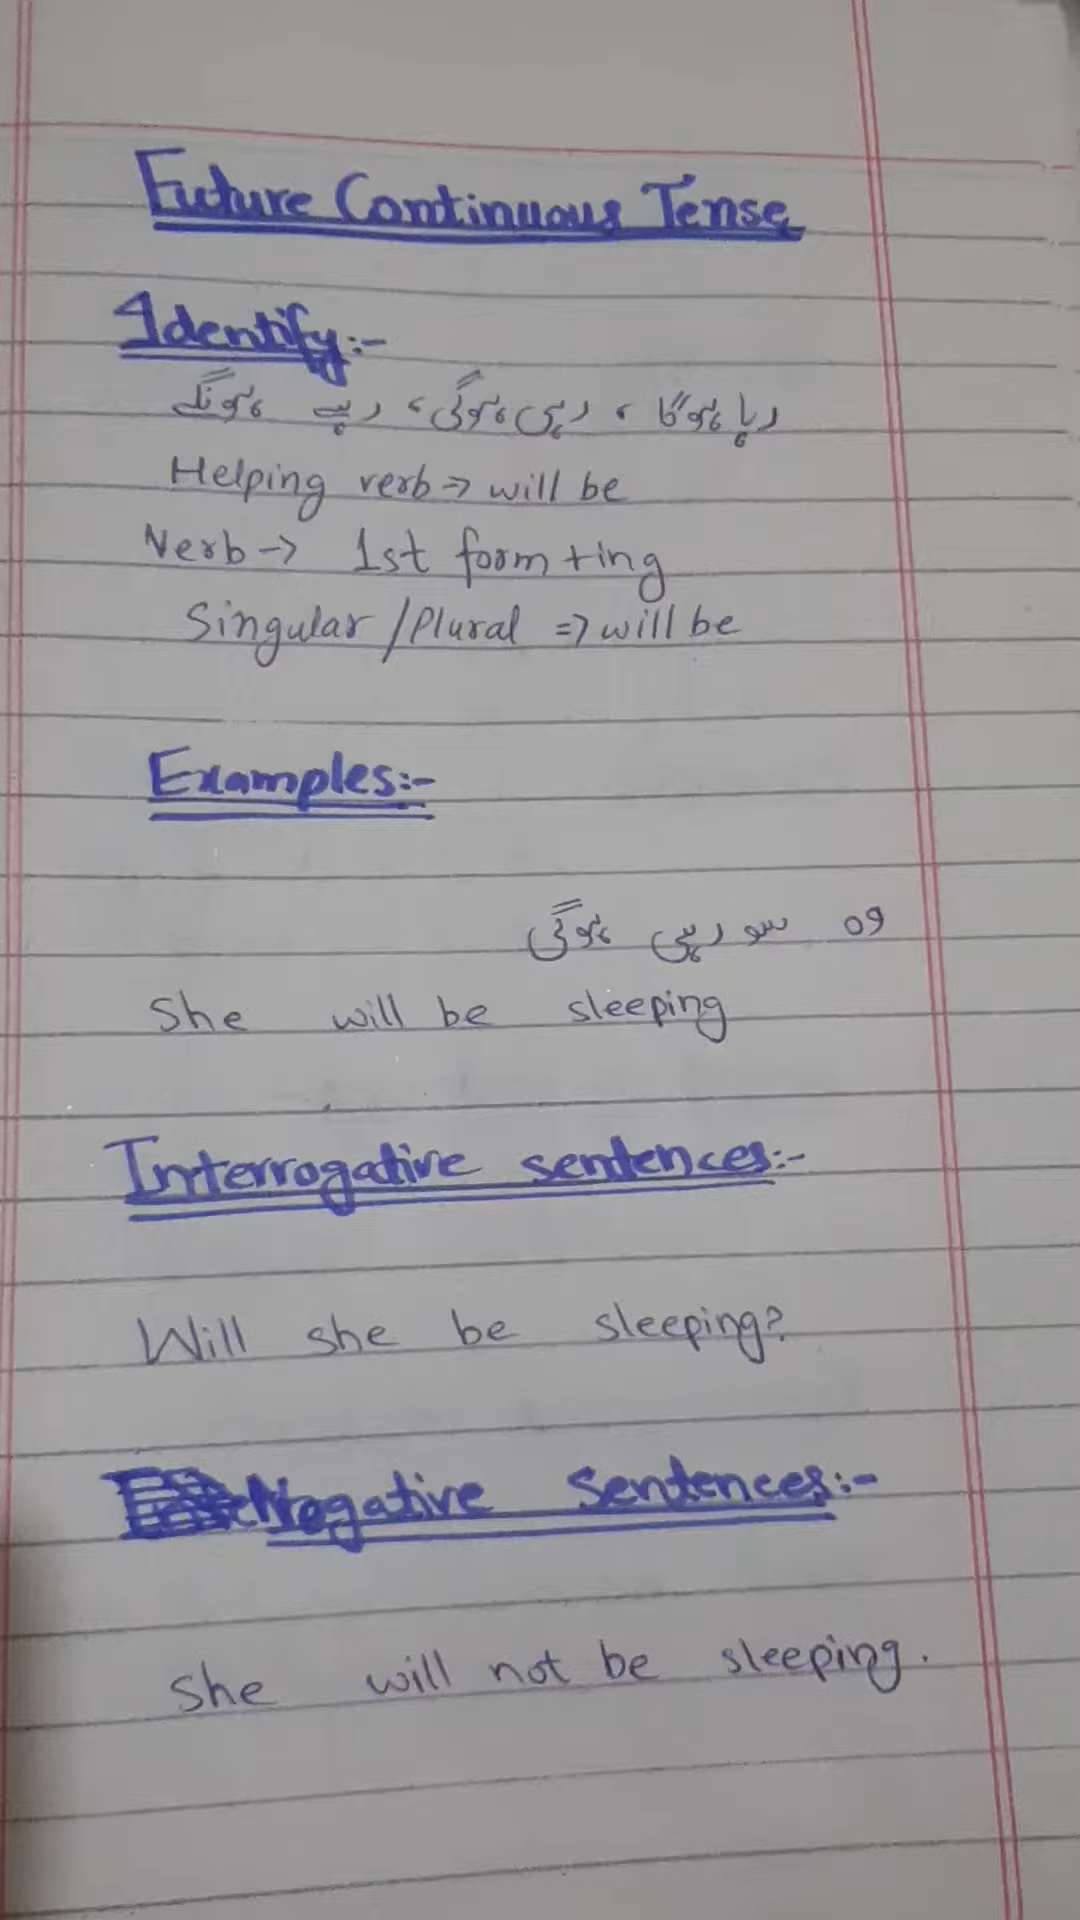 Future Continuous Tense
Identify:-
رہا ہوگا ، رہی ہوگی ، رہے ہونگے
Helping verb => will be
Verb -> 1st form +ing
Singular / Plural => will be
Examples:-
وہ سو رہی ہوگی
She will be sleeping
Interrogative sentences:-
Will she be sleeping?
Negative Sentences:-
She will not be sleeping.